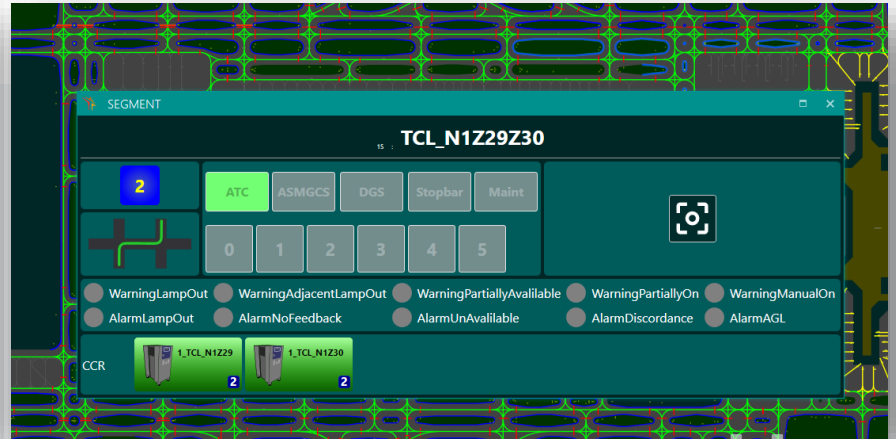 SEGMENT
15 : TCL_N1Z29Z30
2
ATC ASMGCS DGS Stopbar Maint
0 1 2 3 4 5
WarningLampOut WarningAdjacentLampOut WarningPartiallyAvalilable WarningPartiallyOn WarningManualOn
AlarmLampOut AlarmNoFeedback AlarmUnAvalilable AlarmDiscordance AlarmAGL
CCR
1_TCL_N1Z29 2
1_TCL_N1Z30 2